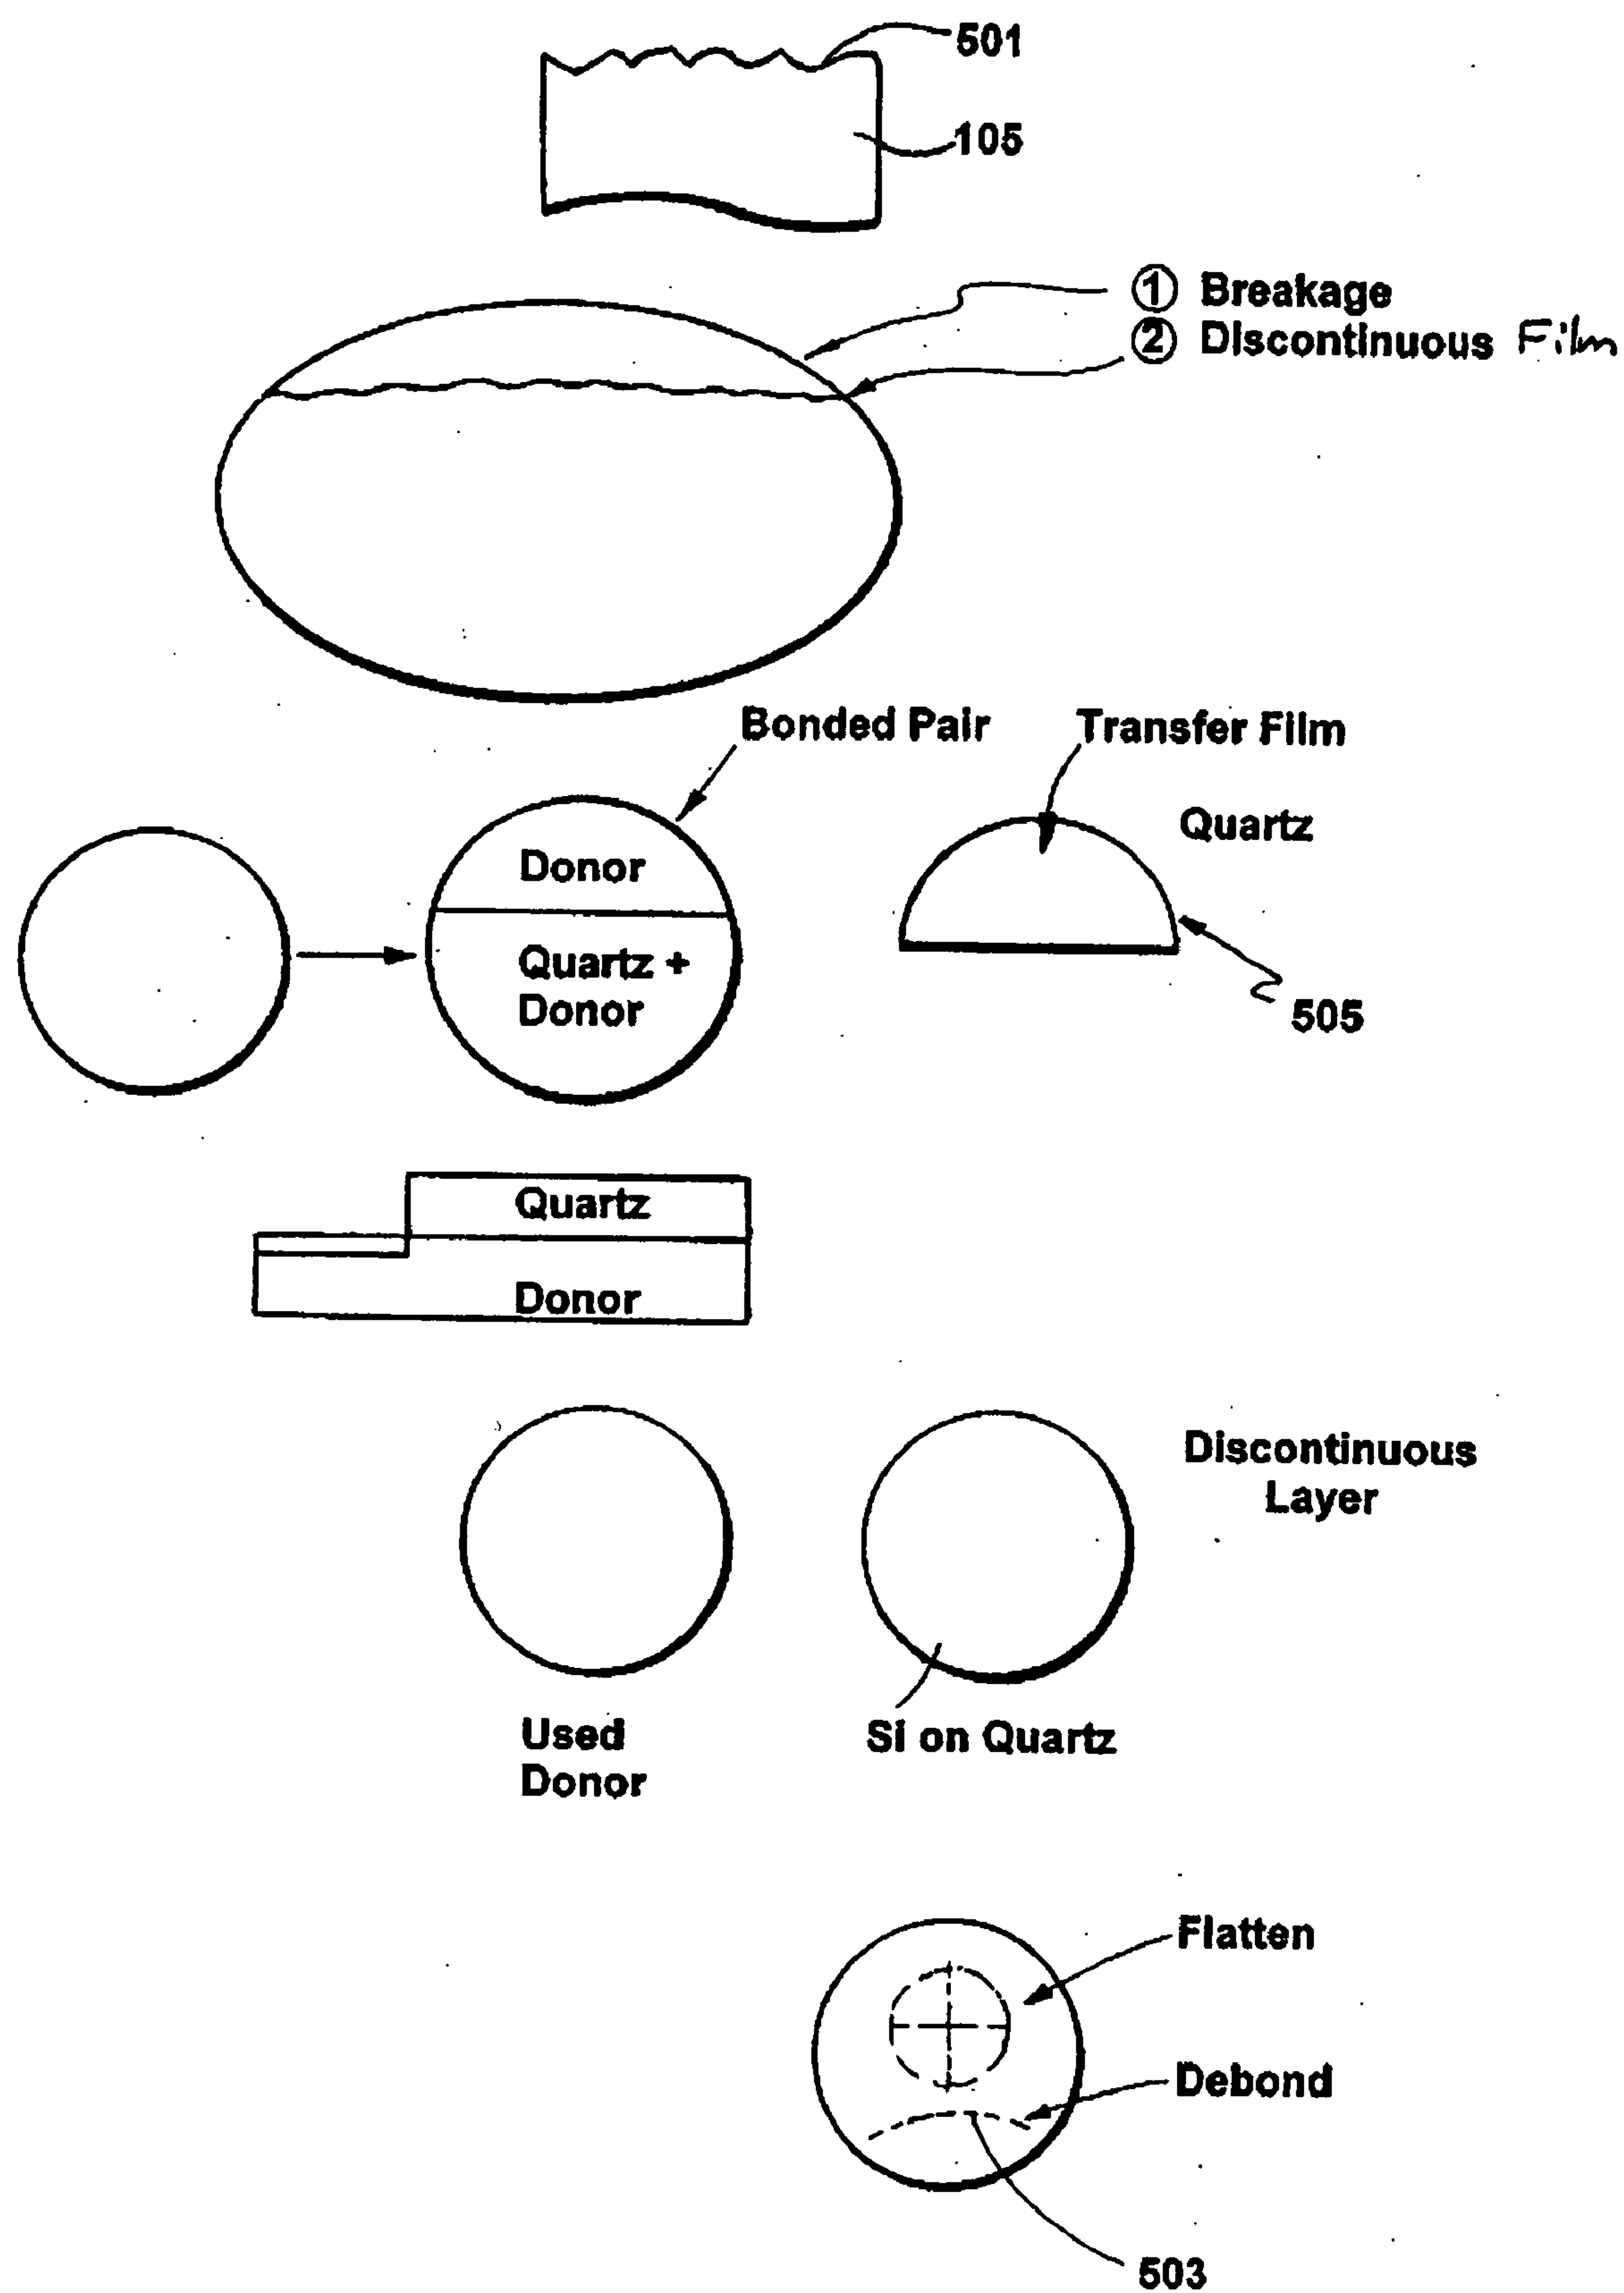 501
105
① Breakage
② Discontinuous Film
Bonded Pair
Transfer Film
Quartz
Donor
Quartz +
Donor
505
Quartz
Donor
Discontinuous
Layer
Used
Donor
Si on Quartz
Flatten
Debond
503